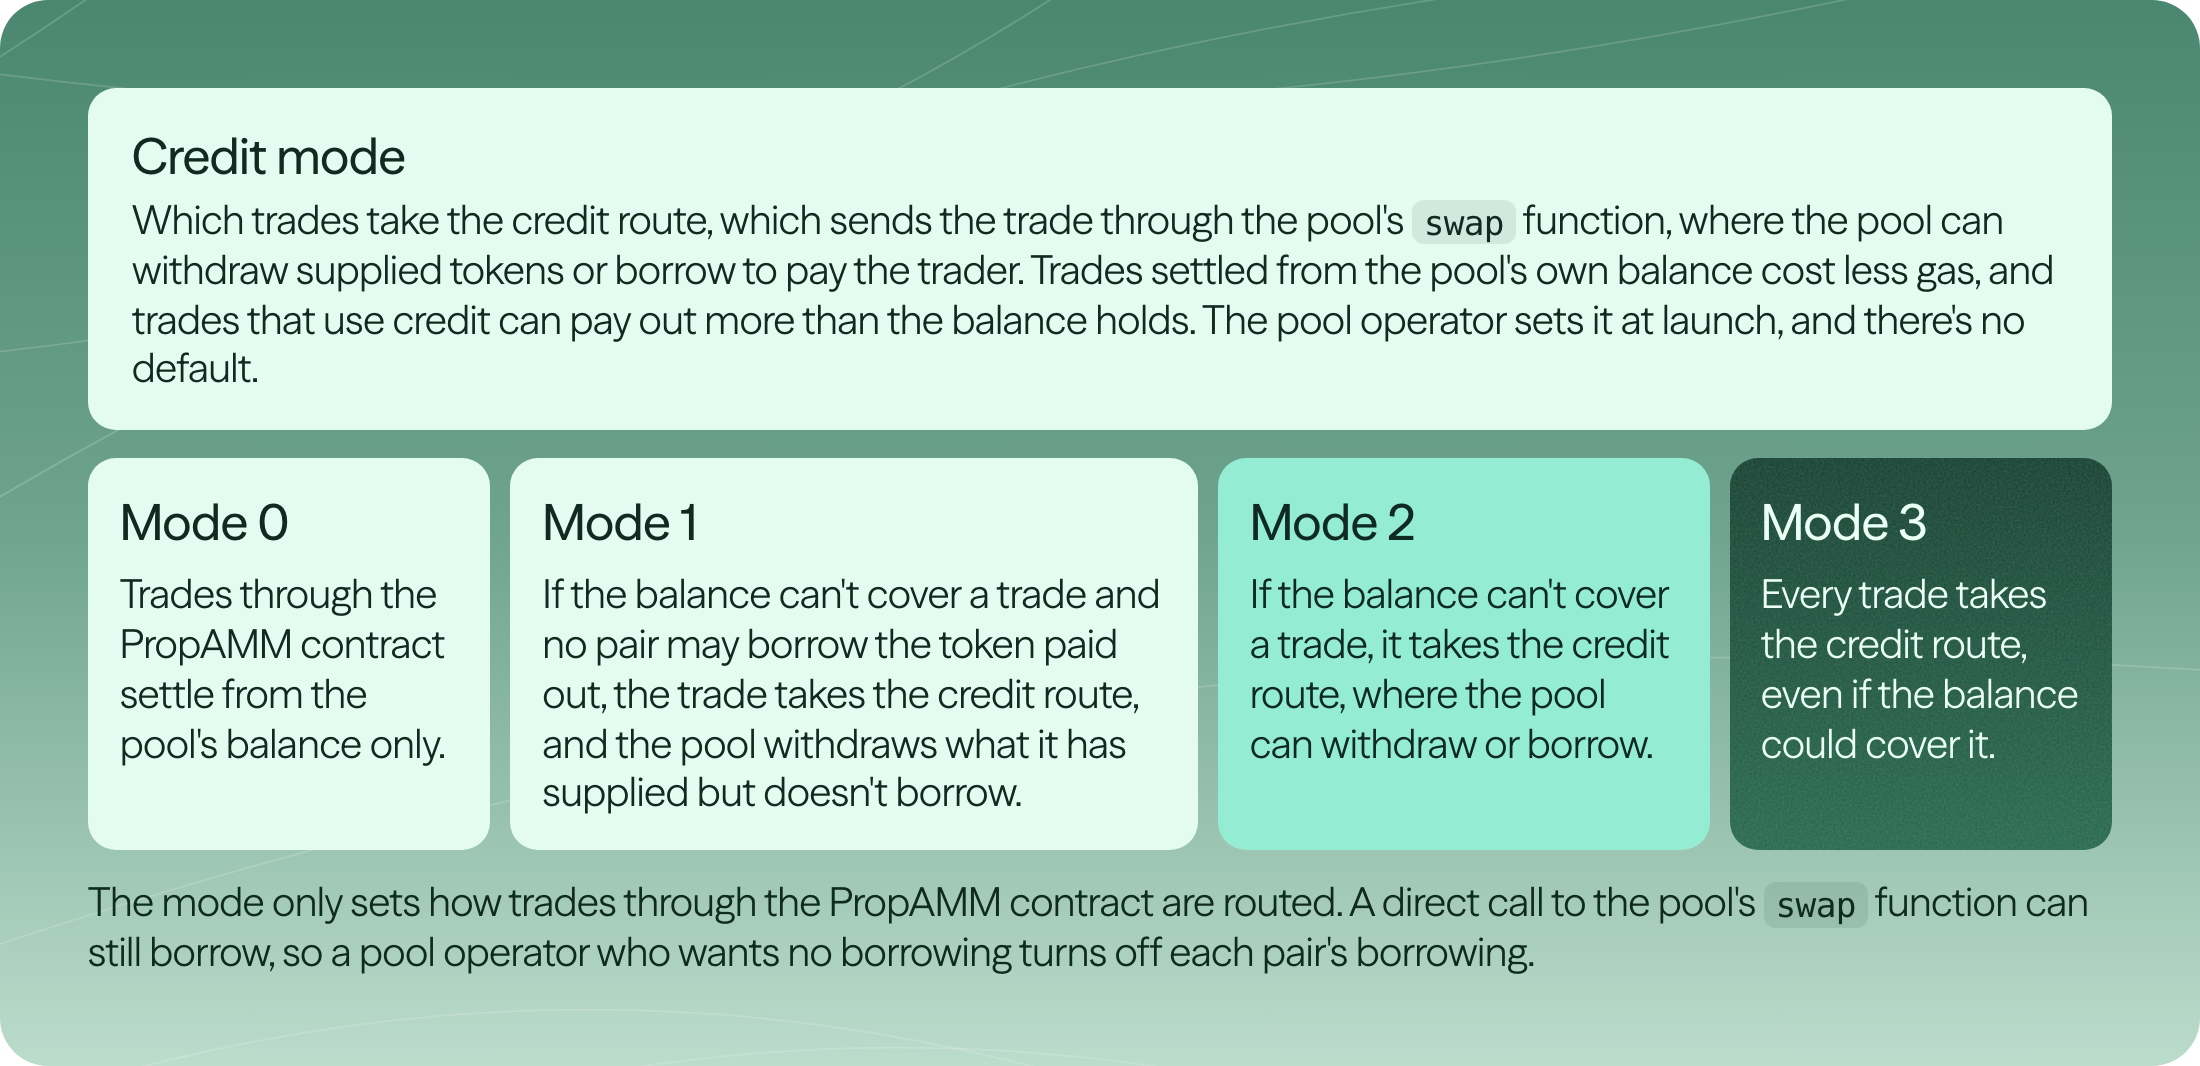 Credit mode
Which trades take the credit route, which sends the trade through the pool's swap function, where the pool can
withdraw supplied tokens or borrow to pay the trader. Trades settled from the pool's own balance cost less gas, and
trades that use credit can pay out more than the balance holds. The pool operator sets it at launch, and there's no
default.
Mode 0
Trades through the
PropAMM contract
settle from the
pool's balance only.
Mode 1
If the balance can't cover a trade and
no pair may borrow the token paid
out, the trade takes the credit route,
and the pool withdraws what it has
supplied but doesn't borrow.
Mode 2
If the balance can't cover
a trade, it takes the credit
route, where the pool
can withdraw or borrow.
Mode 3
Every trade takes
the credit route,
even if the balance
could cover it.
The mode only sets how trades through the PropAMM contract are routed. A direct call to the pool's swap function can
still borrow, so a pool operator who wants no borrowing turns off each pair's borrowing.